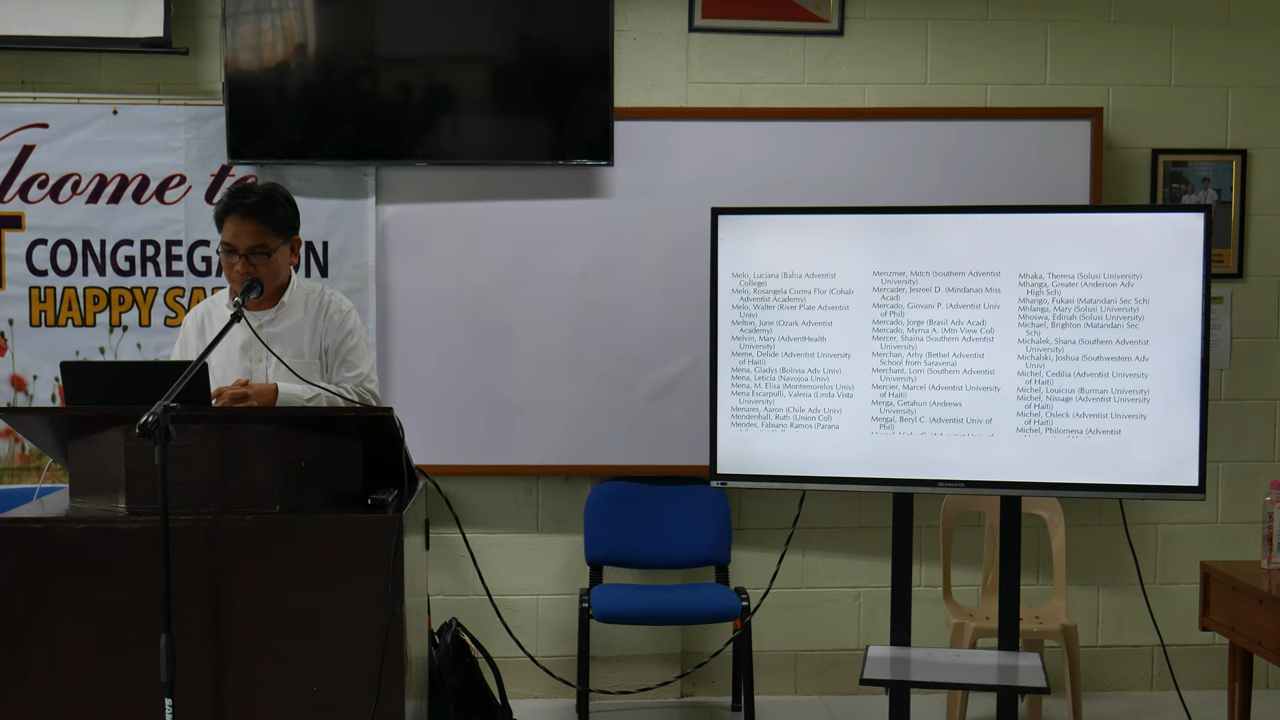 lcome to
CONGREGA
HAPPY SA
Melo, Luciana (Bahia Adventist
College)
Melo, Rosangela Correa Flor (Cohab
Adventist Academy)
Melo, Walter (River Plate Adventist
Univ)
Melton, June (Ozark Adventist
Academy)
Melvin, Mary (AdventHealth
University)
Meme, Delide (Adventist University
of Haiti)
Mena, Gladys (Bolivia Adv Univ)
Mena, Leticia (Navojoa Univ)
Mena, M. Elisa (Montemorelos Univ)
Mena Escarpulli, Valeria (Linda Vista
University)
Menares, Aaron (Chile Adv Univ)
Mendenhall, Ruth (Union Col)
Mendes, Fabiano Ramos (Parana
Menzmer, Mitch (Southern Adventist
University)
Mercader, Jesreel D. (Mindanao Miss
Acad)
Mercado, Giovani P. (Adventist Univ
of Phil)
Mercado, Jorge (Brasil Adv Acad)
Mercado, Myrna A. (Mtn View Col)
Mercer, Shaina (Southern Adventist
University)
Merchan, Arhy (Bethel Adventist
School from Saravena)
Merchant, Lorri (Southern Adventist
University)
Mercier, Marcel (Adventist University
of Haiti)
Merga, Getahun (Andrews
University)
Mergal, Beryl C. (Adventist Univ of
Phil)
Mhaka, Theresa (Solusi University)
Mhanga, Greater (Anderson Adv
High Sch)
Mhango, Fukasi (Matandani Sec Sch)
Mhlanga, Mary (Solusi University)
Mhoswa, Edinah (Solusi University)
Michael, Brighton (Matandani Sec
Sch)
Michalek, Shana (Southern Adventist
University)
Michalski, Joshua (Southwestern Adv
Univ)
Michel, Cedilia (Adventist University
of Haiti)
Michel, Louicius (Burman University)
Michel, Nissage (Adventist University
of Haiti)
Michel, Osleck (Adventist University
of Haiti)
Michel, Philomena (Adventist
SAM